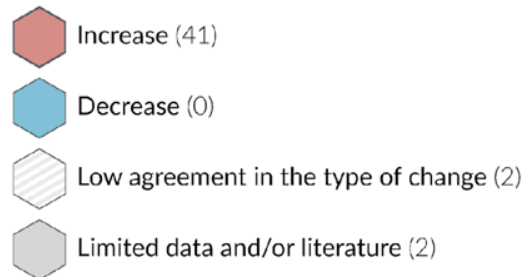 Increase (41)
Decrease (0)
Low agreement in the type of change (2)
Limited data and/or literature (2)